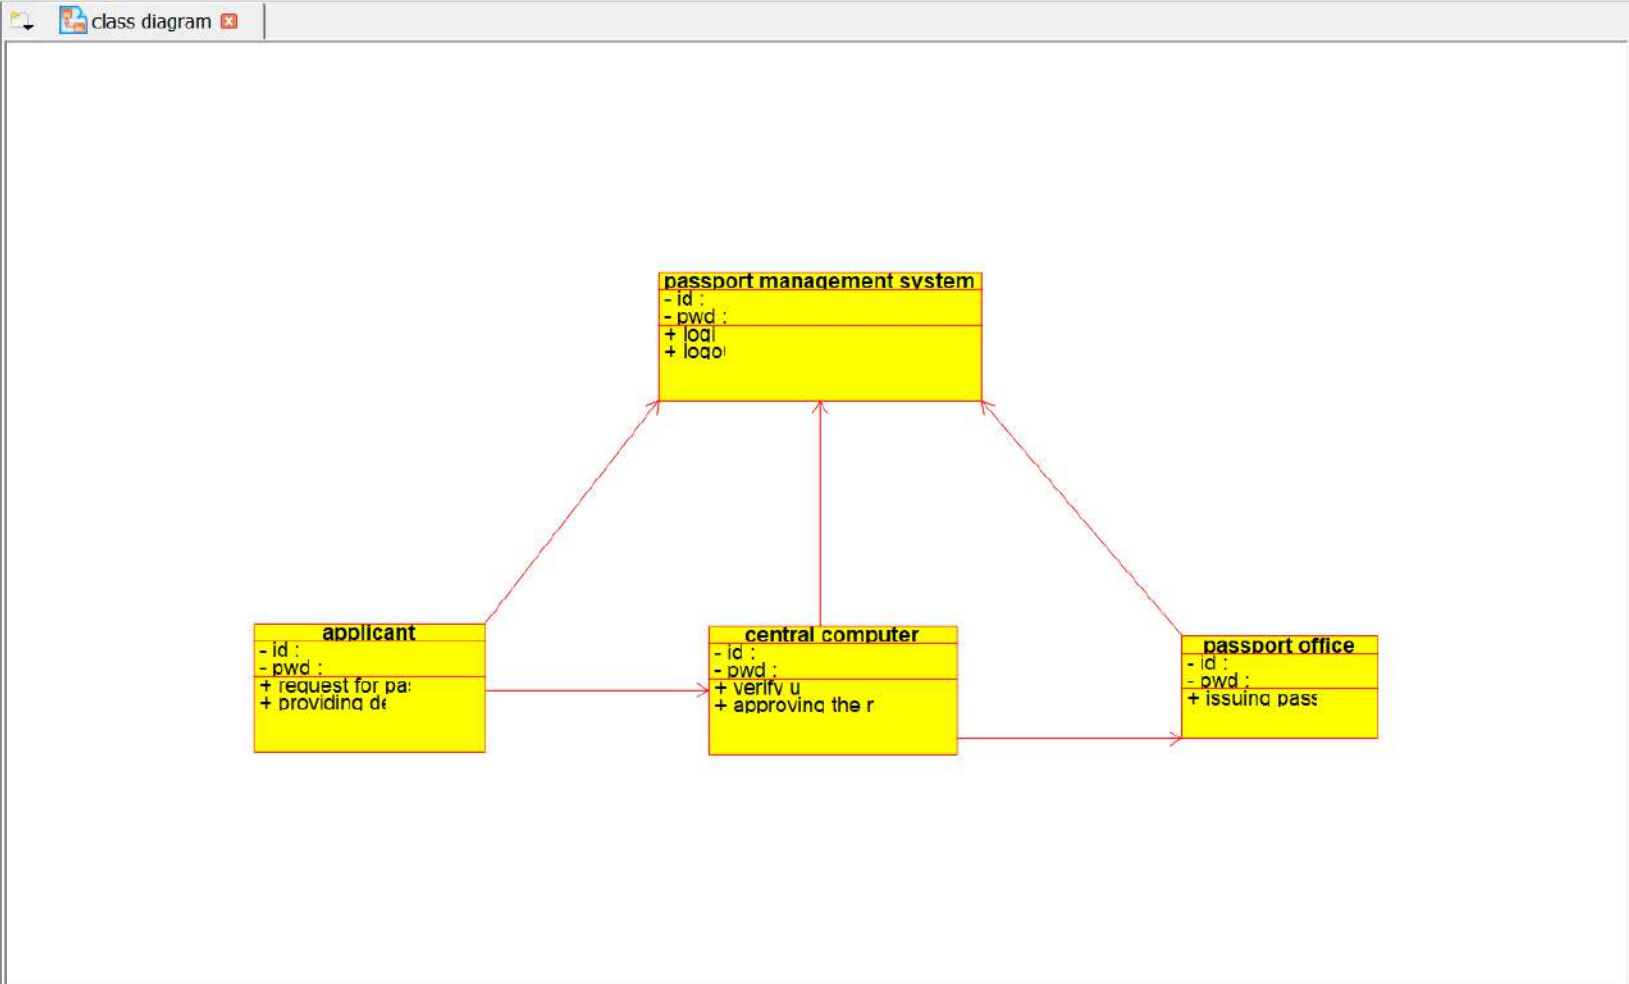 class diagram
passport management system
- id :
- pwd :
+ logi
+ logo
applicant
- id :
- pwd :
+ request for pa
+ providing de
central computer
- id :
- pwd :
+ verify u
+ approving the r
passport office
- id :
- pwd :
+ issuing pass